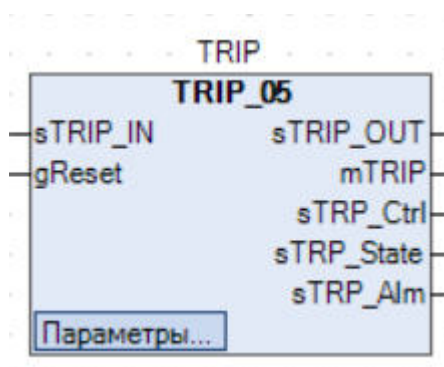 TRIP
TRIP_05
sTRIP_IN sTRIP_OUT
gReset mTRIP
sTRP_Ctrl
sTRP_State
sTRP_Alm
Параметры...